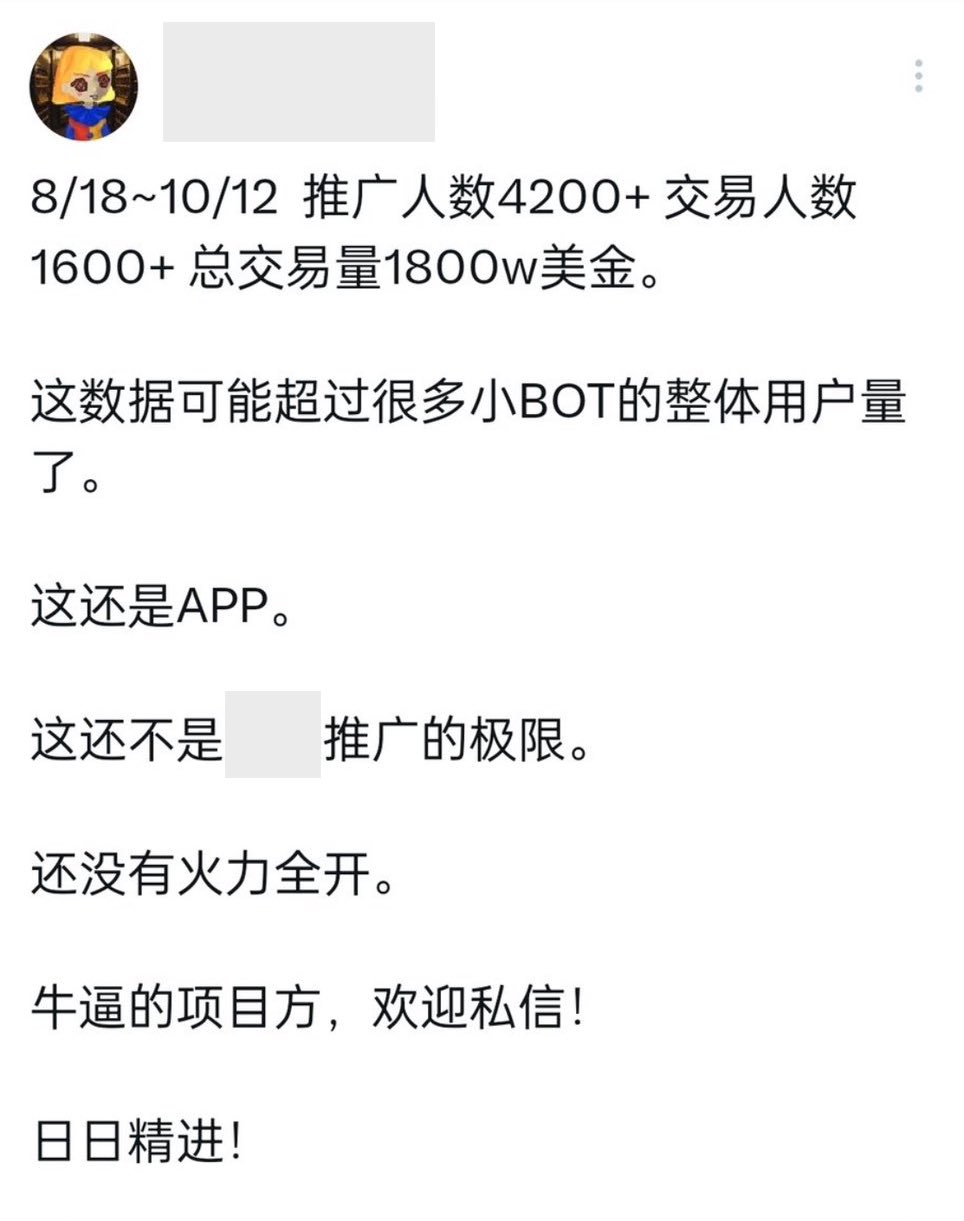 8/18~10/12 推广人数4200+ 交易人数
1600+ 总交易量1800w美金。
这数据可能超过很多小BOT的整体用户量
了。
这还是APP。
这还不是 推广的极限。
还没有火力全开。
牛逼的项目方，欢迎私信！
日日精进！